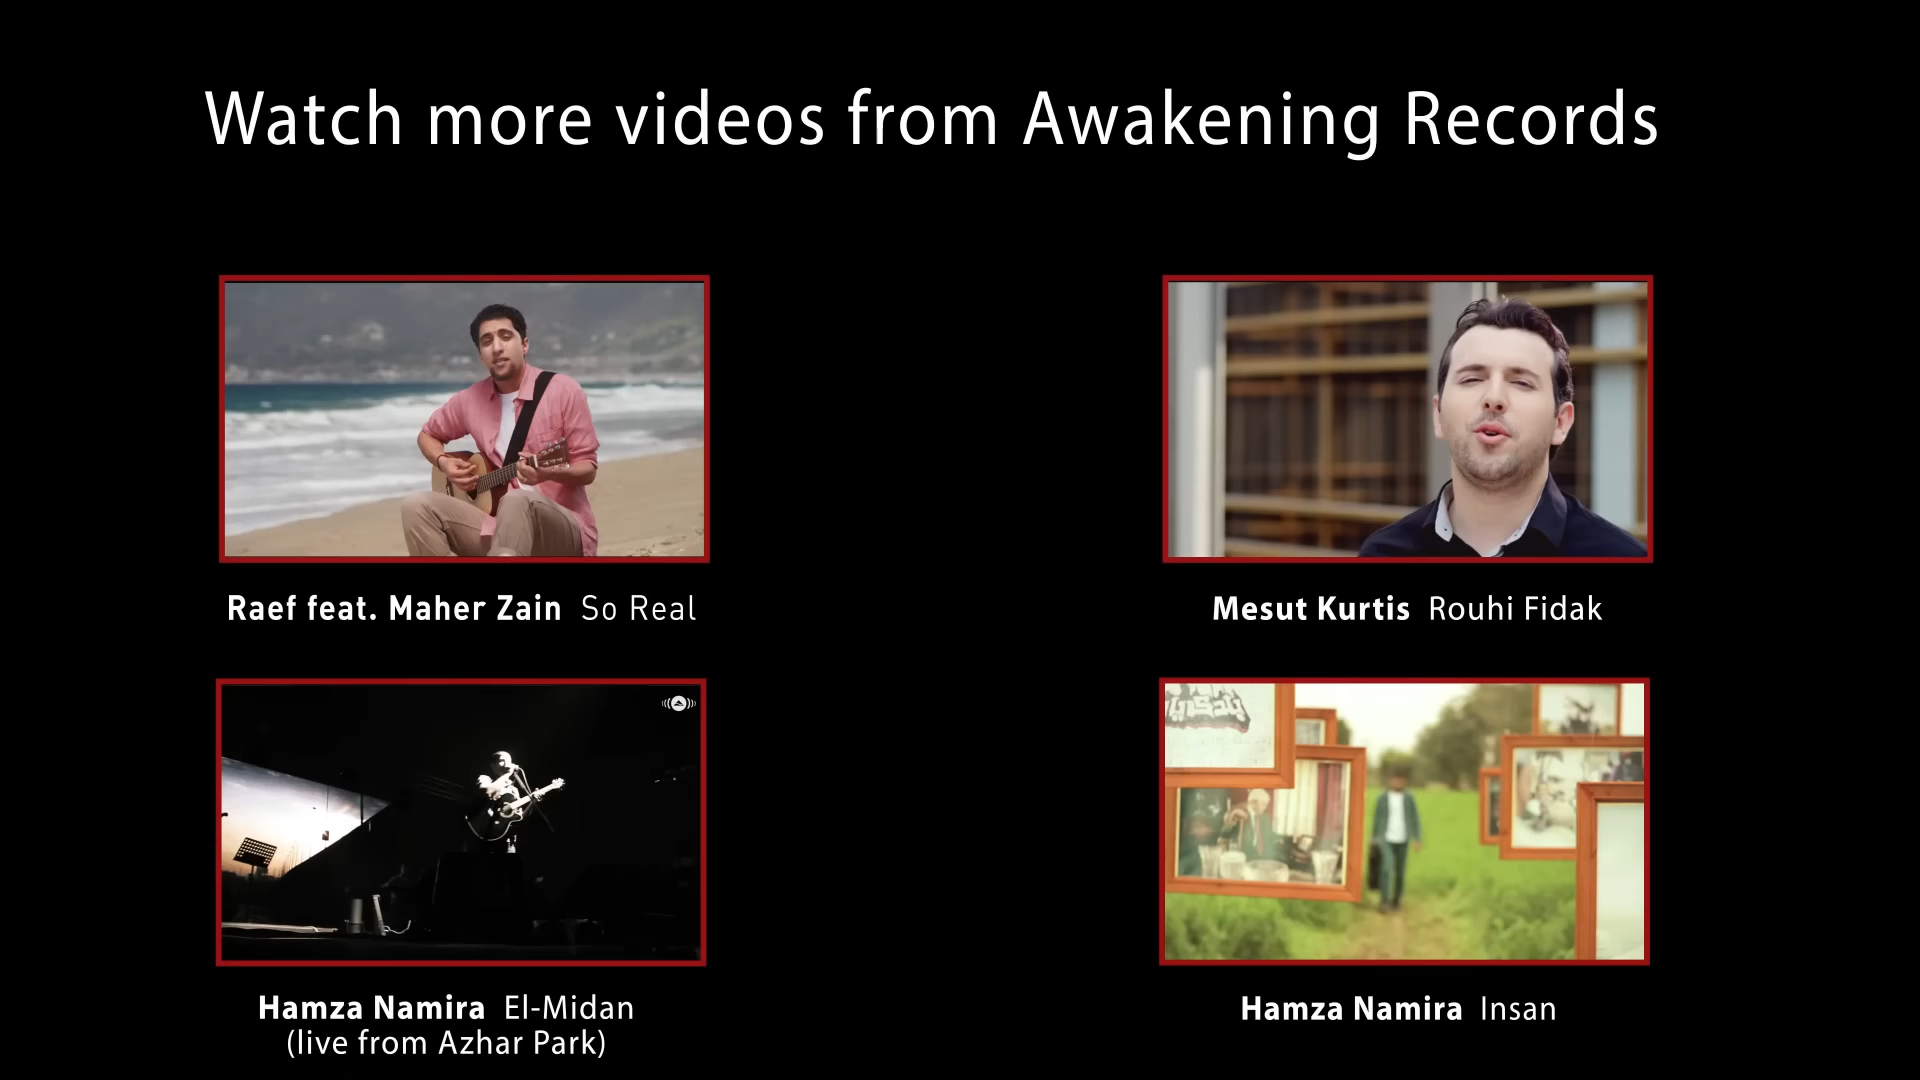 Watch more videos from Awakening Records
Raef feat. Maher Zain So Real
Mesut Kurtis Rouhi Fidak
Hamza Namira El-Midan
(live from Azhar Park)
Hamza Namira Insan